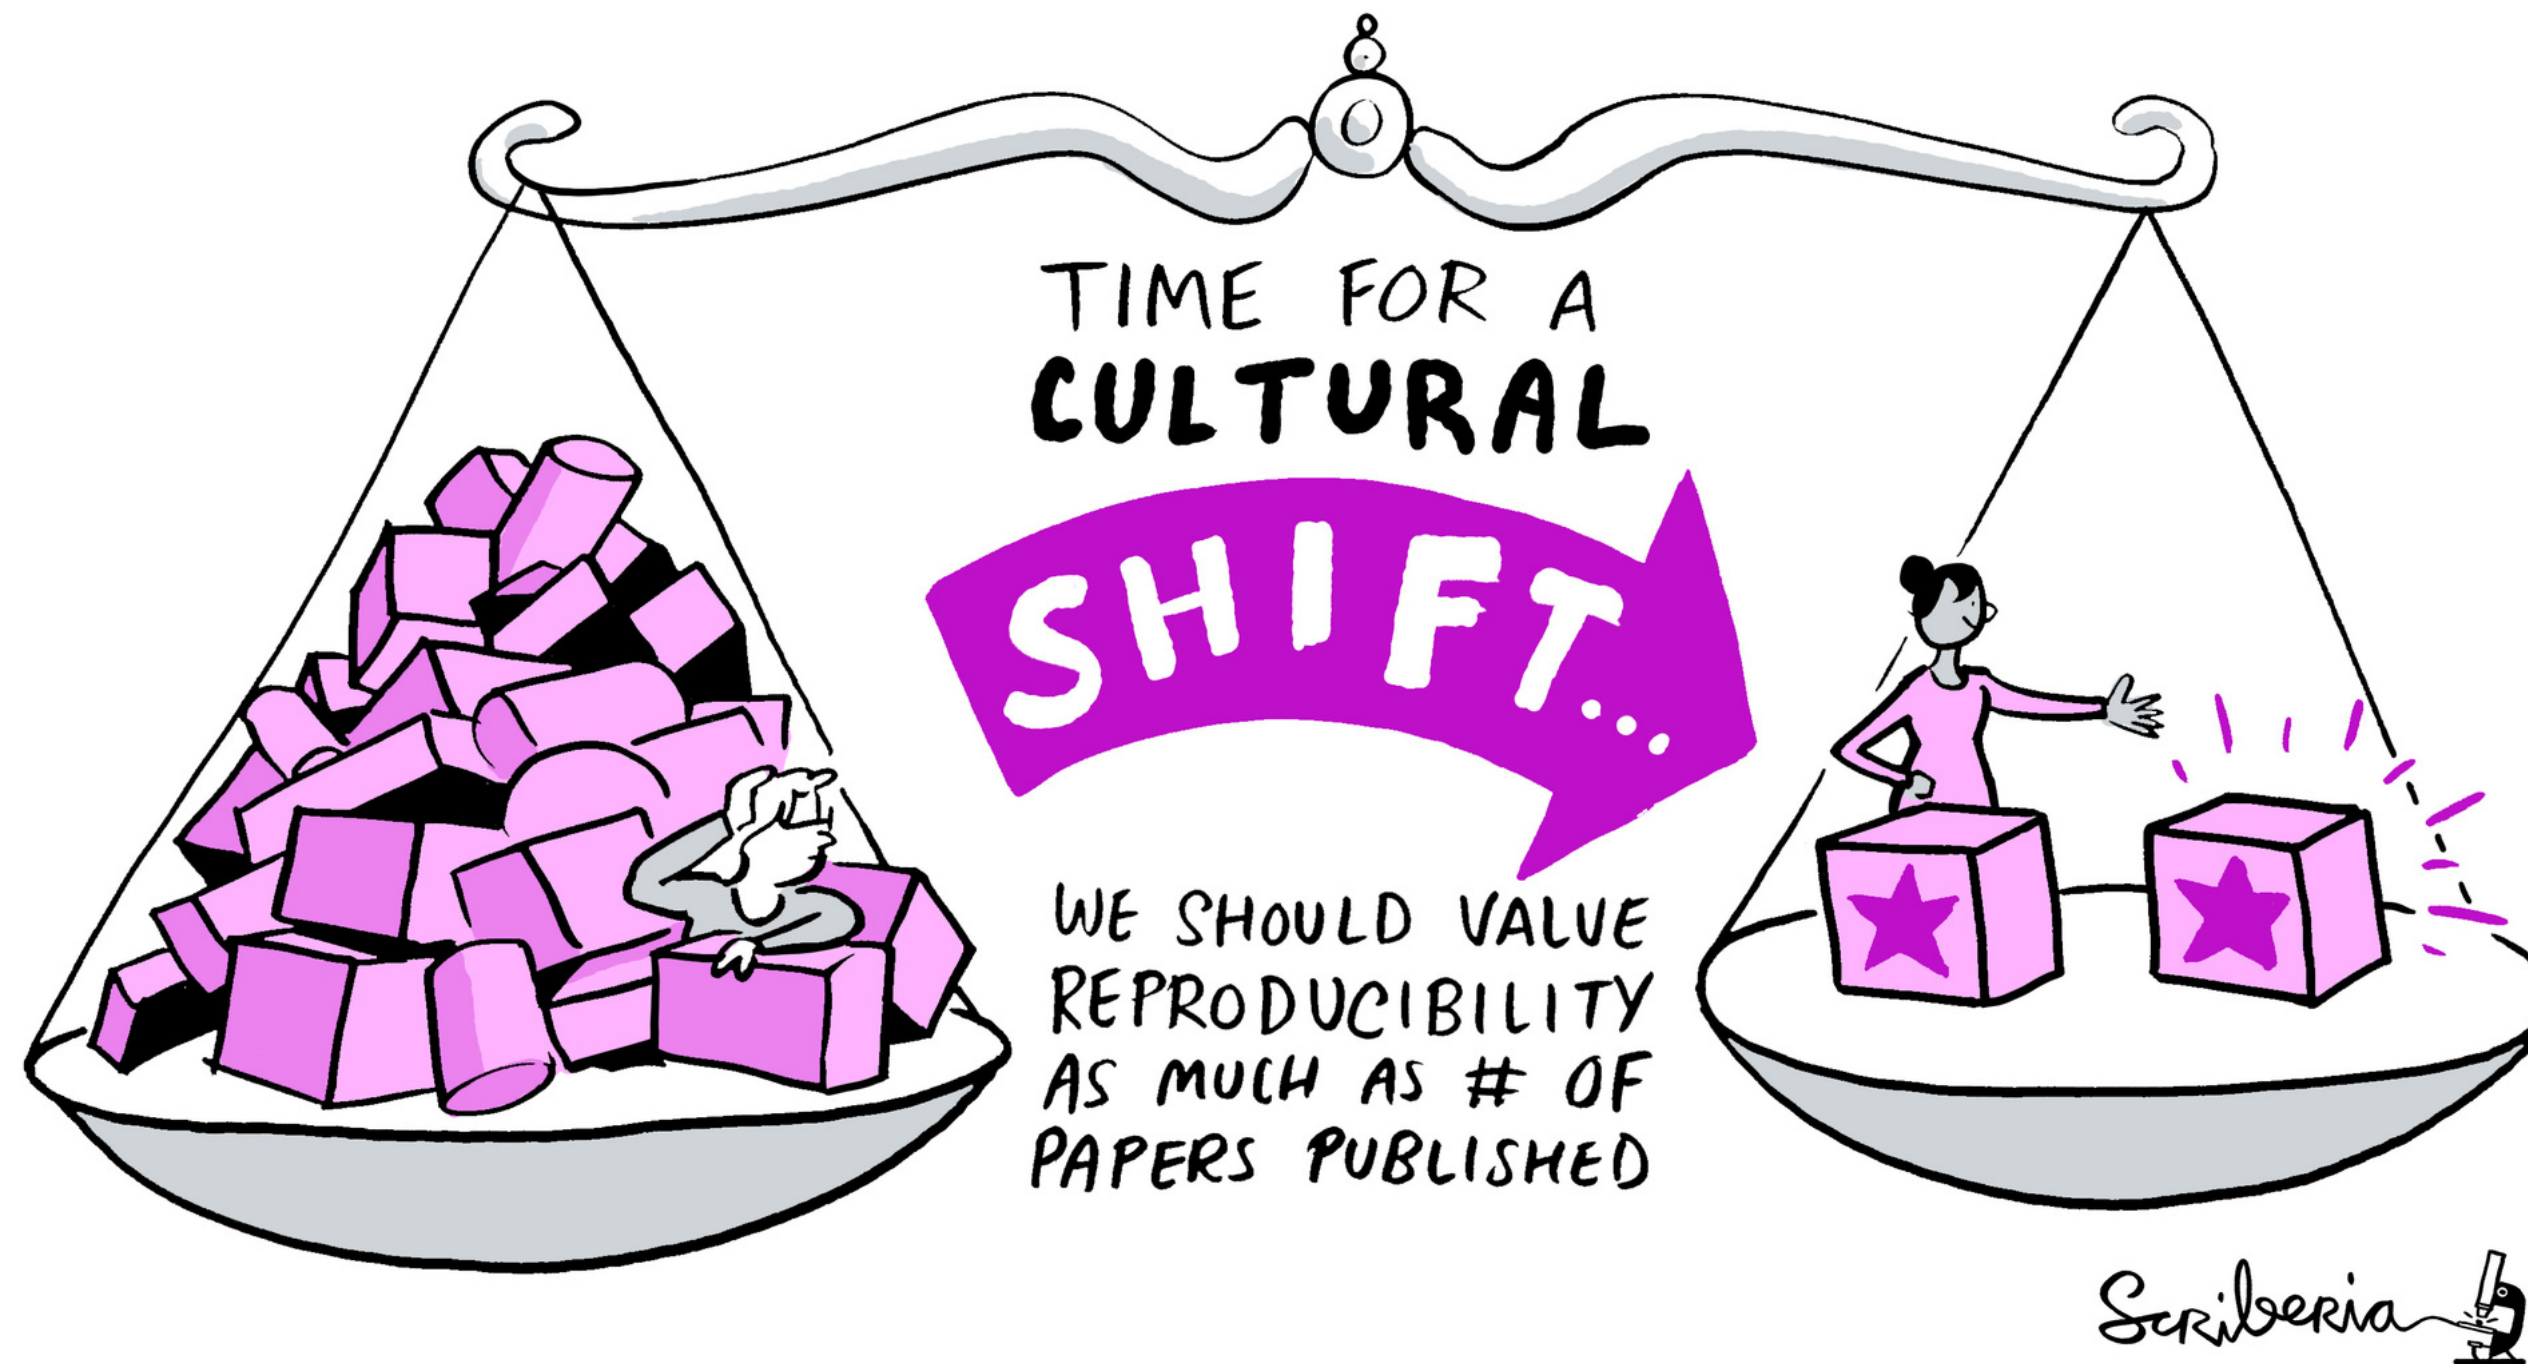 TIME FOR A
CULTURAL
SHIFT...
WE SHOULD VALUE
REPRODUCIBILITY
AS MUCH AS # OF
PAPERS PUBLISHED
Scriberia